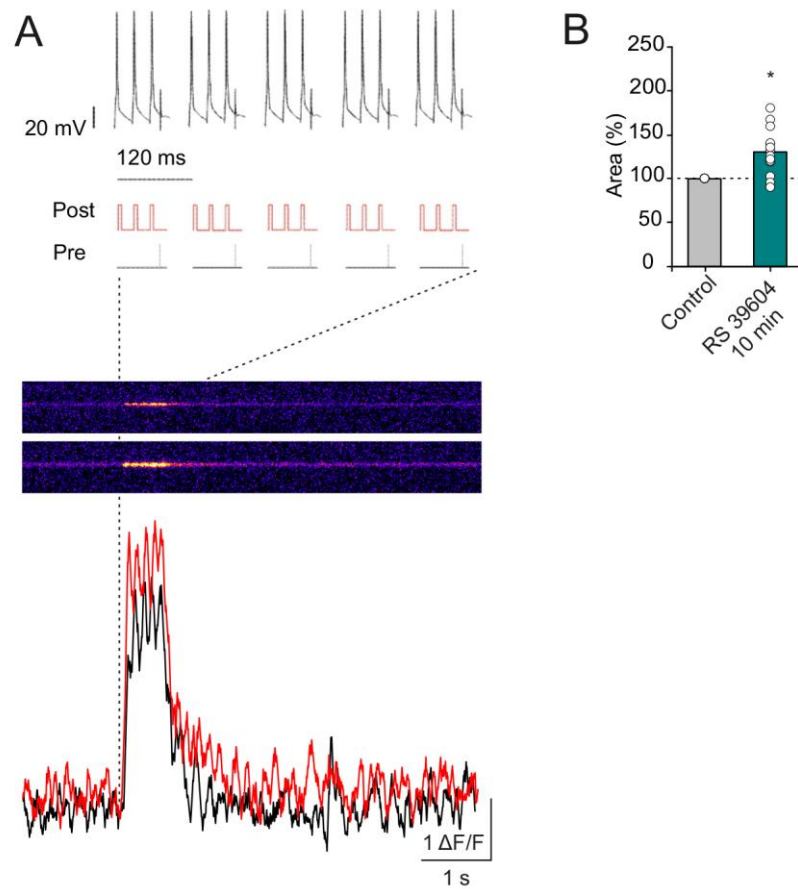 A
20 mV
120 ms
Post
Pre
1 ΔF/F
1 s
B
Area (%)
250
200
150
100
50
0
*
Control
RS 39604
10 min